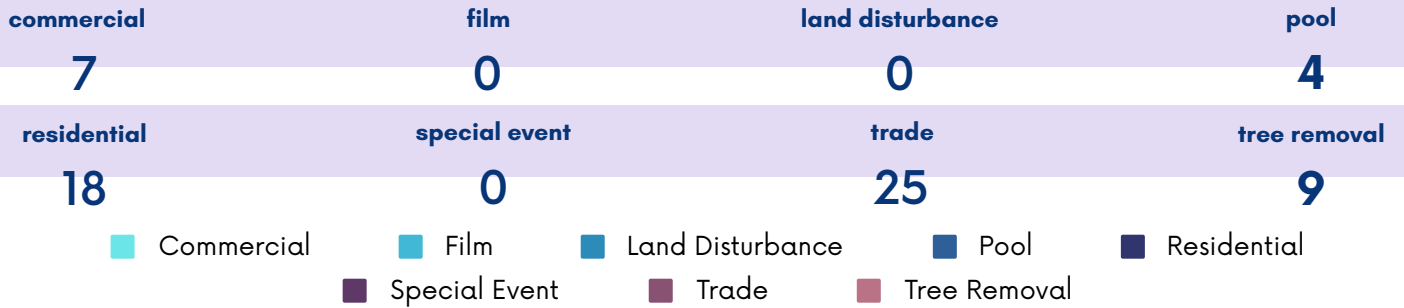 commercial film land disturbance pool
7 0 0 4
residential special event trade tree removal
18 0 25 9
Commercial Film Land Disturbance Pool Residential
Special Event Trade Tree Removal